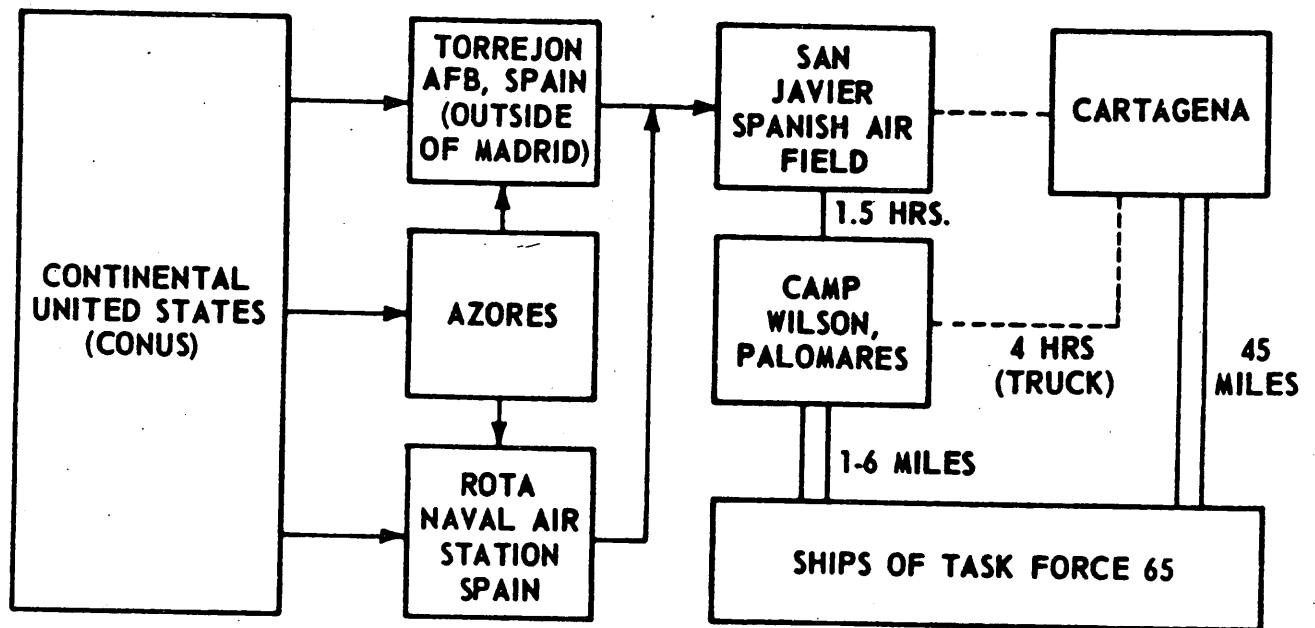 CONTINENTAL
UNITED STATES
(CONUS)
TORREJON
AFB, SPAIN
(OUTSIDE
OF MADRID)
AZORES
ROTA
NAVAL AIR
STATION
SPAIN
SAN
JAVIER
SPANISH AIR
FIELD
1.5 HRS.
CAMP
WILSON,
PALOMARES
CARTAGENA
4 HRS
(TRUCK)
45
MILES
1-6 MILES
SHIPS OF TASK FORCE 65